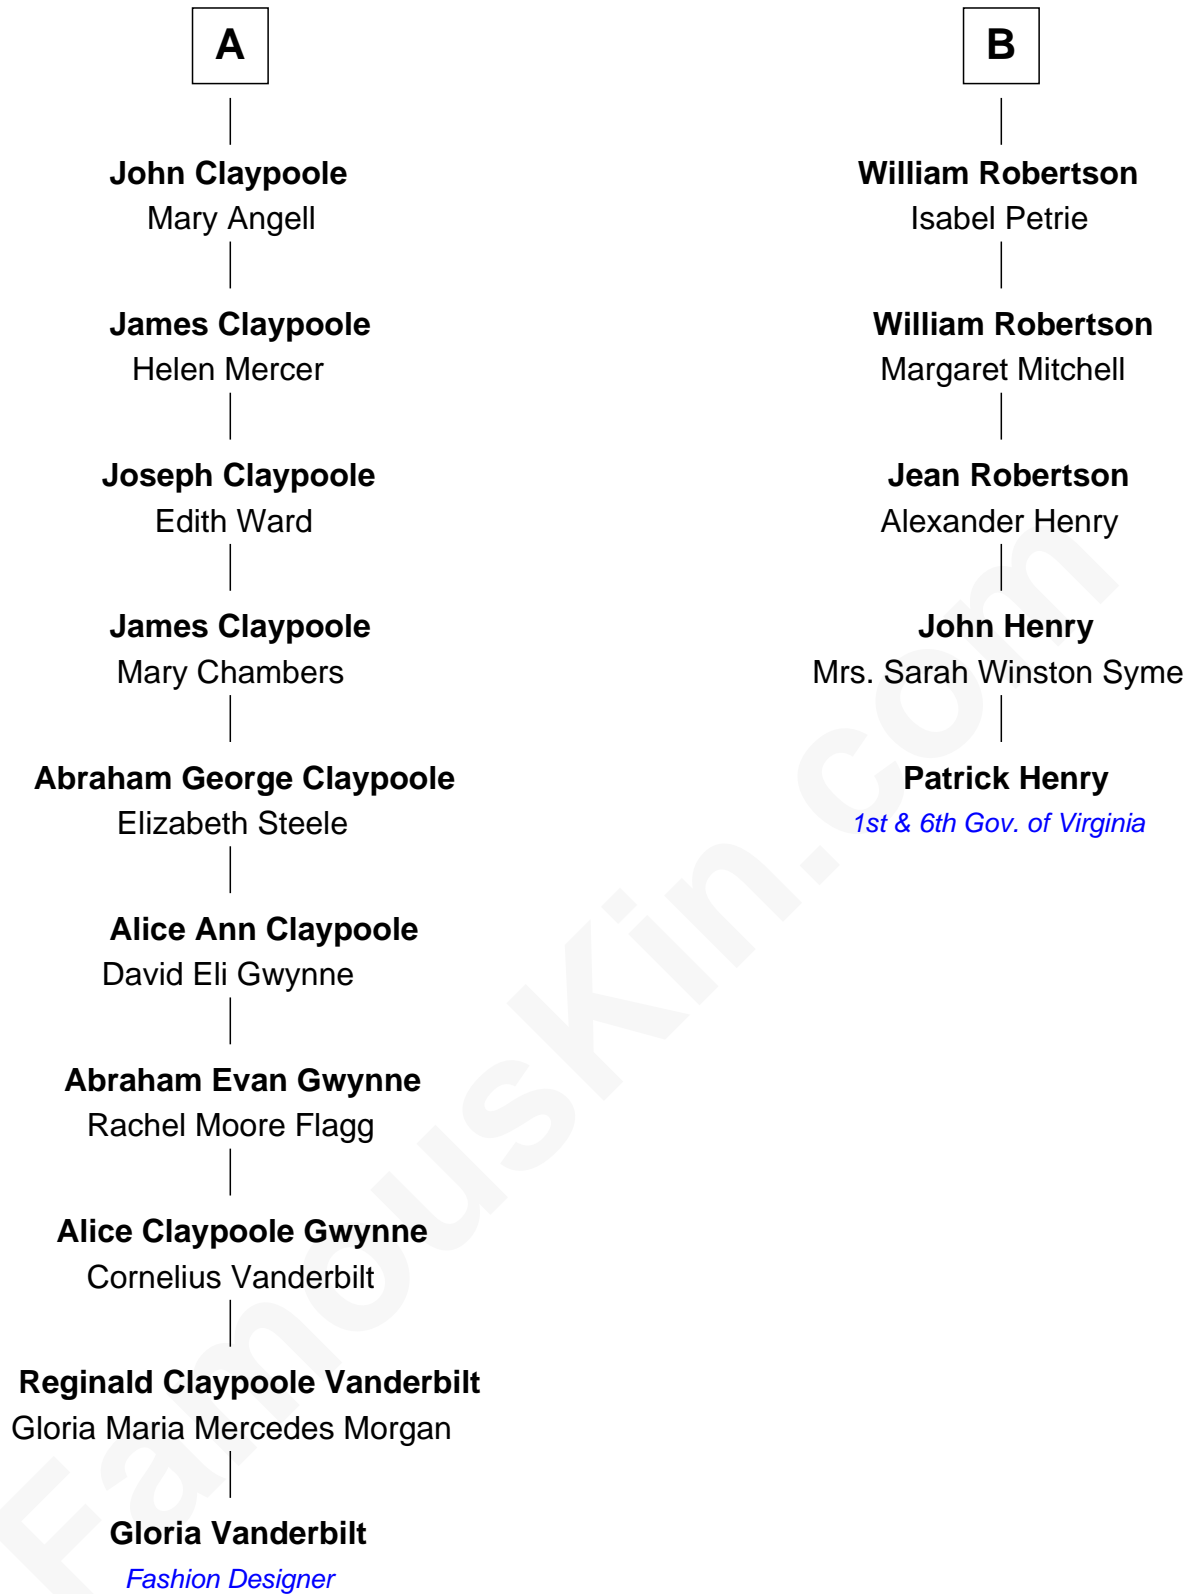 A
John Claypoole
Mary Angell
James Claypoole
Helen Mercer
Joseph Claypoole
Edith Ward
James Claypoole
Mary Chambers
Abraham George Claypoole
Elizabeth Steele
Alice Ann Claypoole
David Eli Gwynne
Abraham Evan Gwynne
Rachel Moore Flagg
Alice Claypoole Gwynne
Cornelius Vanderbilt
Reginald Claypoole Vanderbilt
Gloria Maria Mercedes Morgan
Gloria Vanderbilt
Fashion Designer
B
William Robertson
Isabel Petrie
William Robertson
Margaret Mitchell
Jean Robertson
Alexander Henry
John Henry
Mrs. Sarah Winston Syme
Patrick Henry
1st & 6th Gov. of Virginia
FamousKin.com